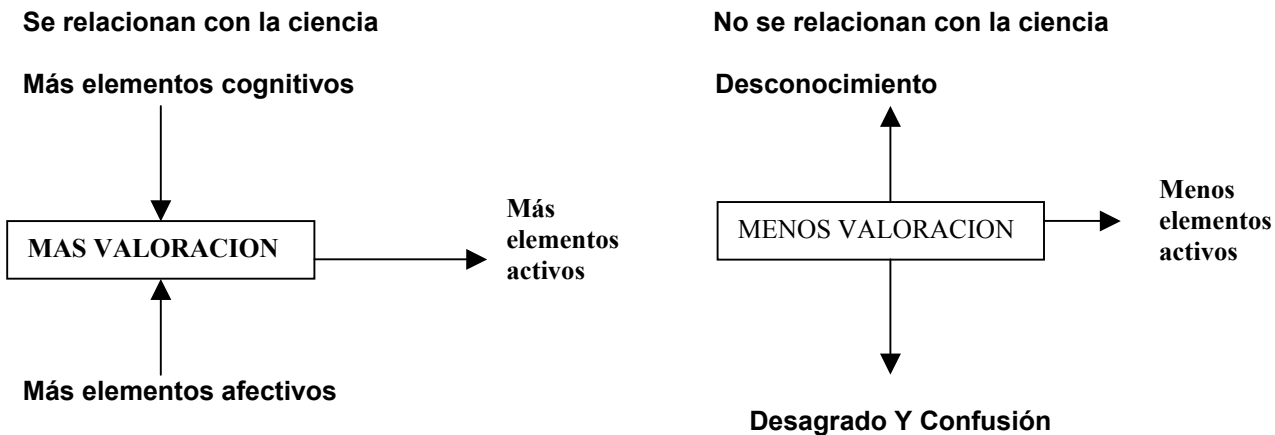 Se relacionan con la ciencia
Más elementos cognitivos
MAS VALORACION
Más
elementos
activos
Más elementos afectivos
No se relacionan con la ciencia
Desconocimiento
MENOS VALORACION
Menos
elementos
activos
Desagrado Y Confusión